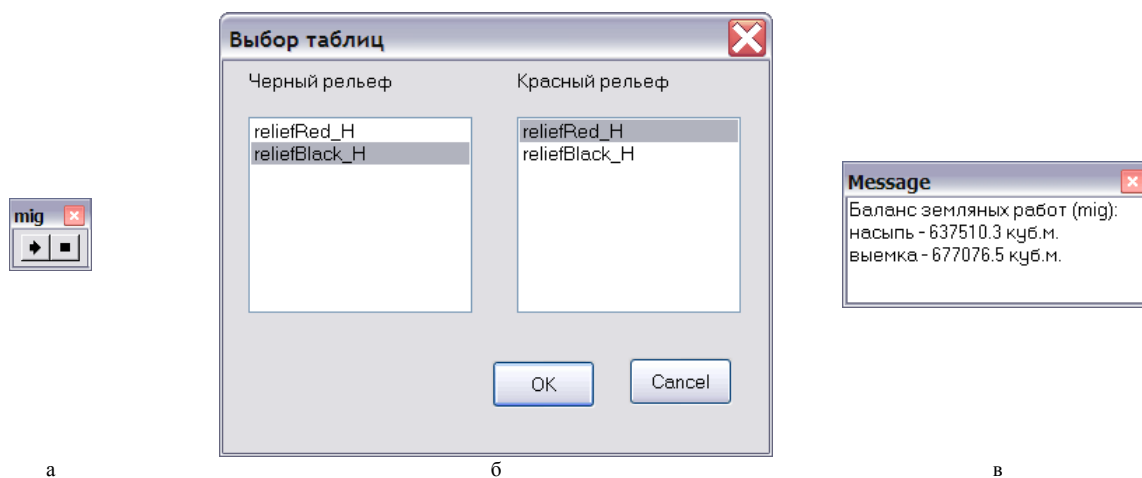 mig
Выбор таблиц
Черный рельеф
Красный рельеф
reliefRed_H
reliefBlack_H
reliefRed_H
reliefBlack_H
OK
Cancel
Message
Баланс земляных работ (mig):
насыпь - 637510.3 куб.м.
выемка - 677076.5 куб.м.
а
б
в